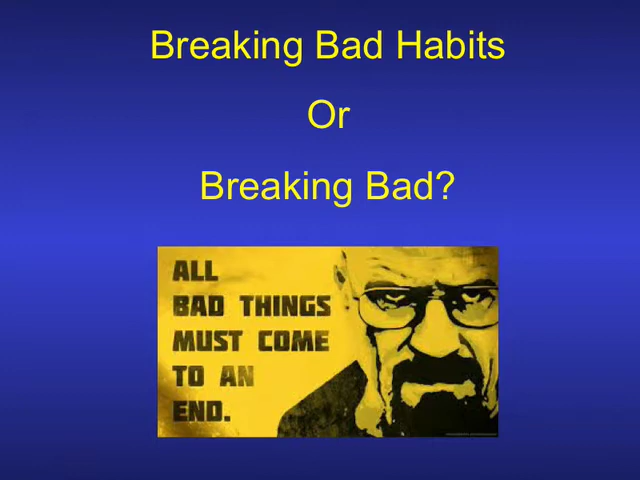 Breaking Bad Habits
Or
Breaking Bad?
ALL
BAD THINGS
MUST COME
TO AN
END.